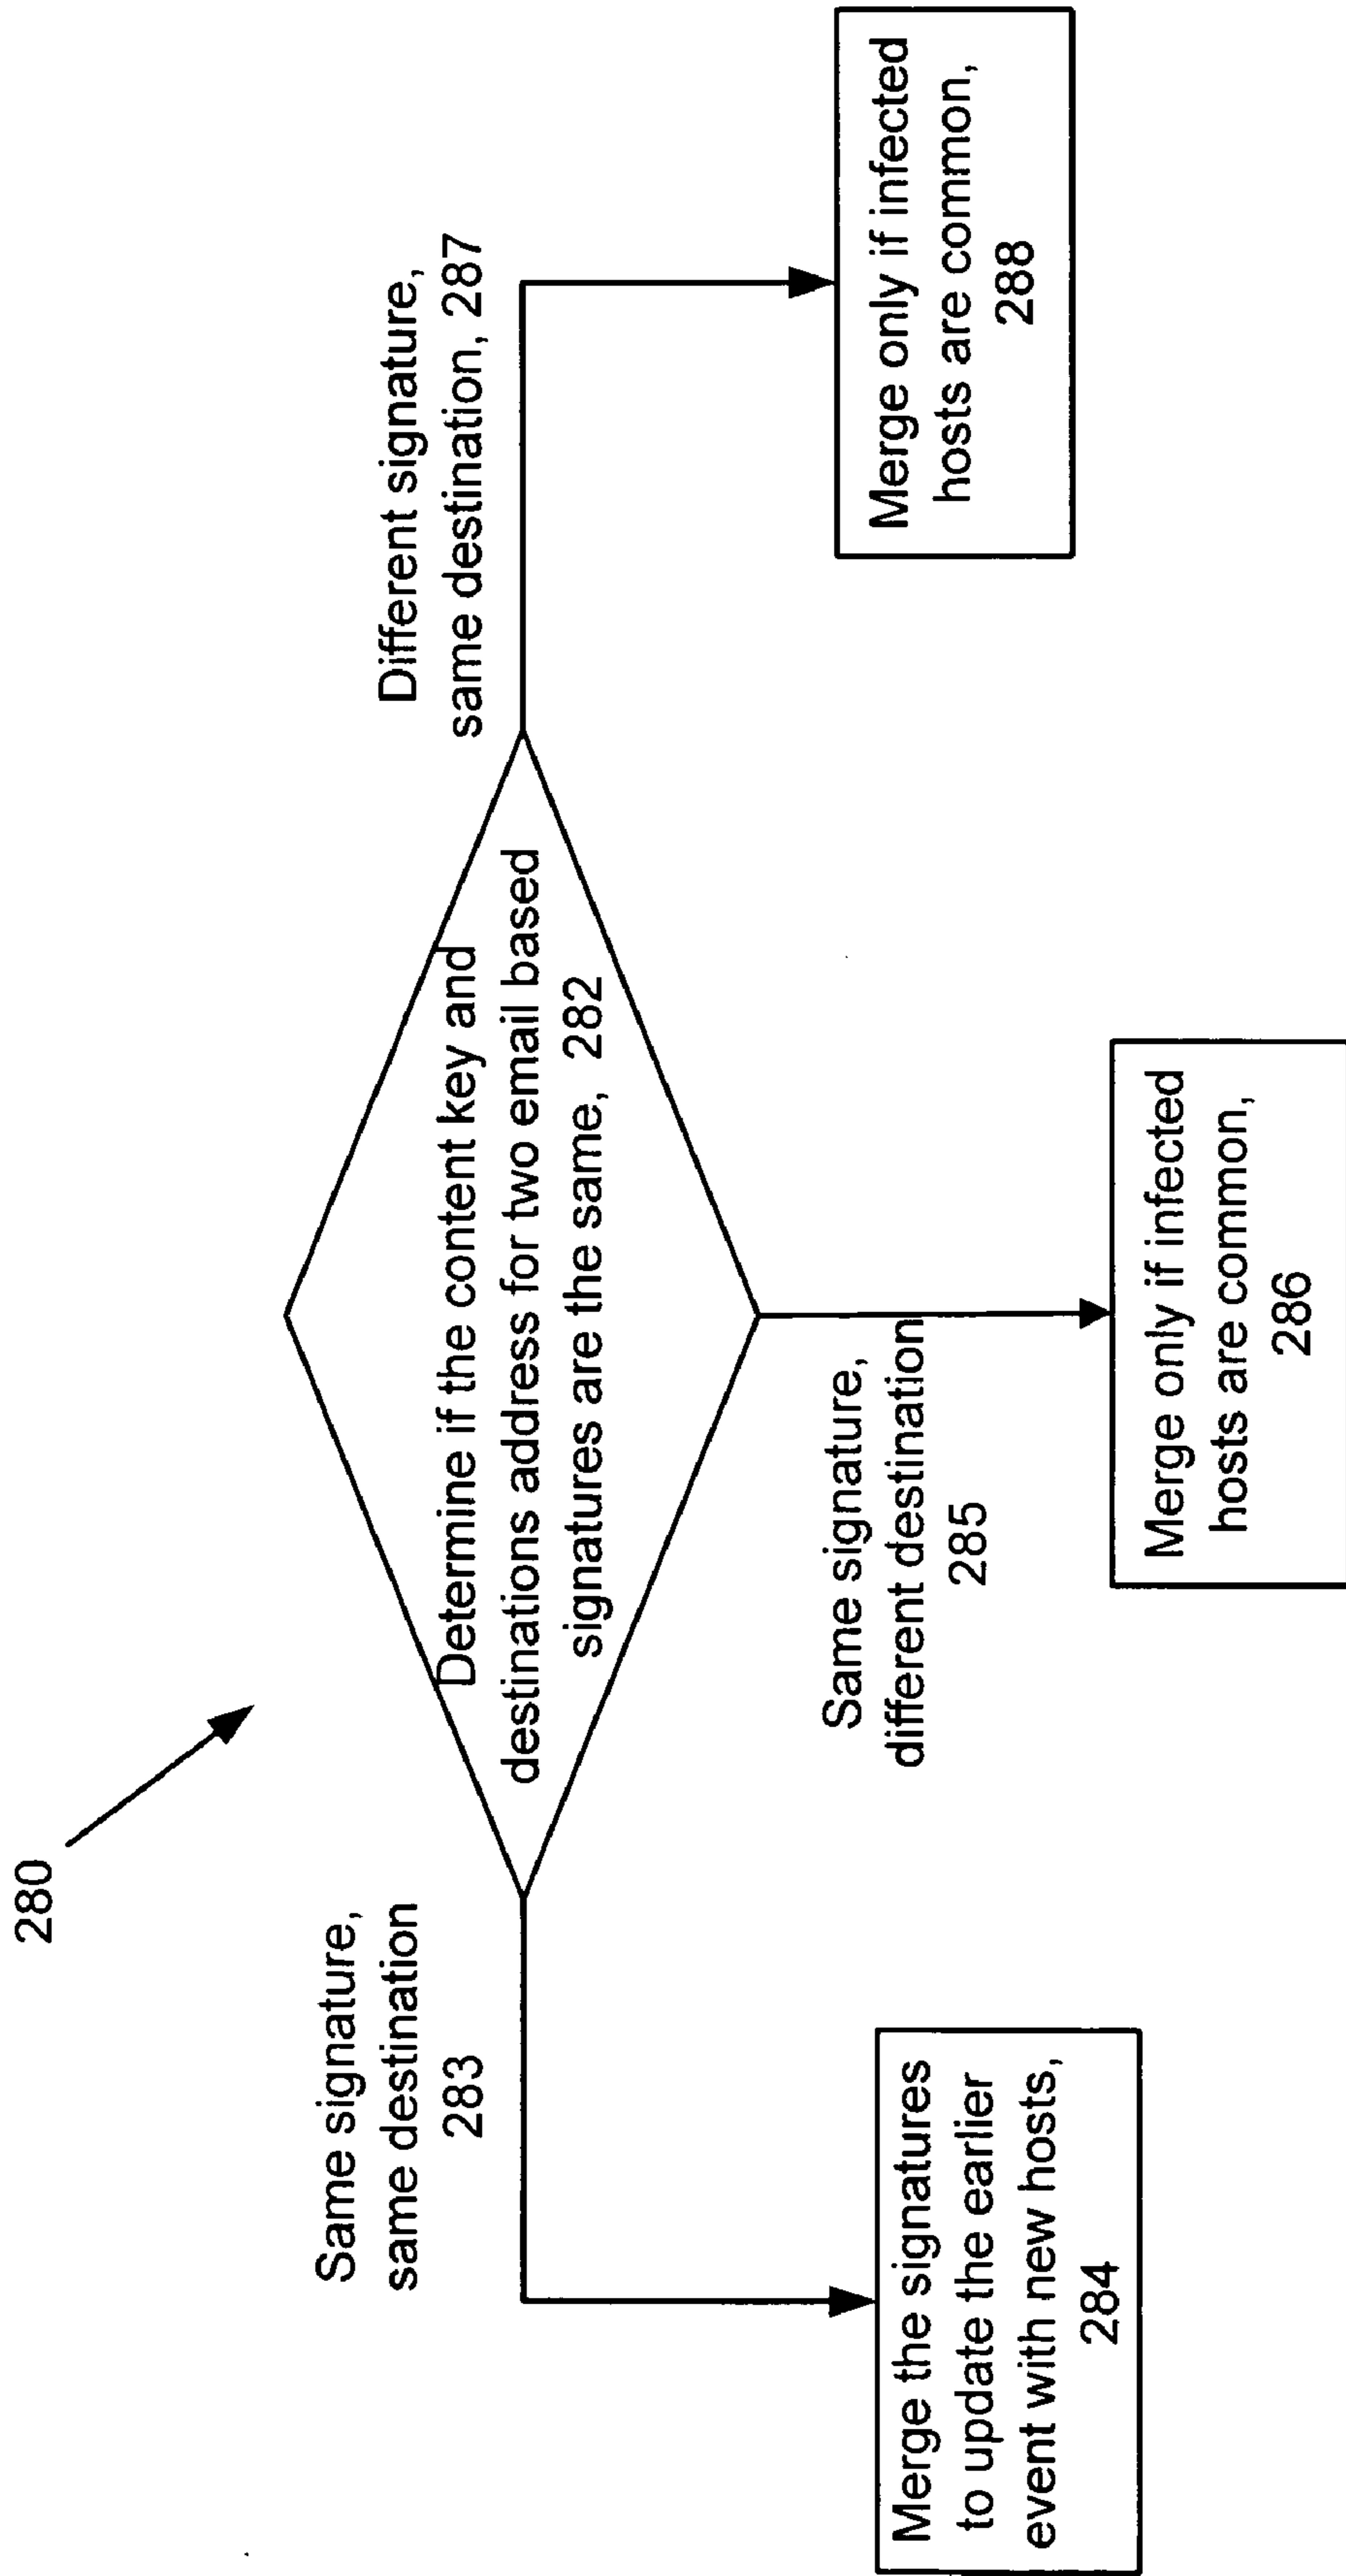 280
Same signature,
same destination
283
Different signature,
same destination, 287
Determine if the content key and
destinations address for two email based
signatures are the same, 282
Same signature,
different destination
285
Merge the signatures
to update the earlier
event with new hosts,
284
Merge only if infected
hosts are common,
286
Merge only if infected
hosts are common,
288